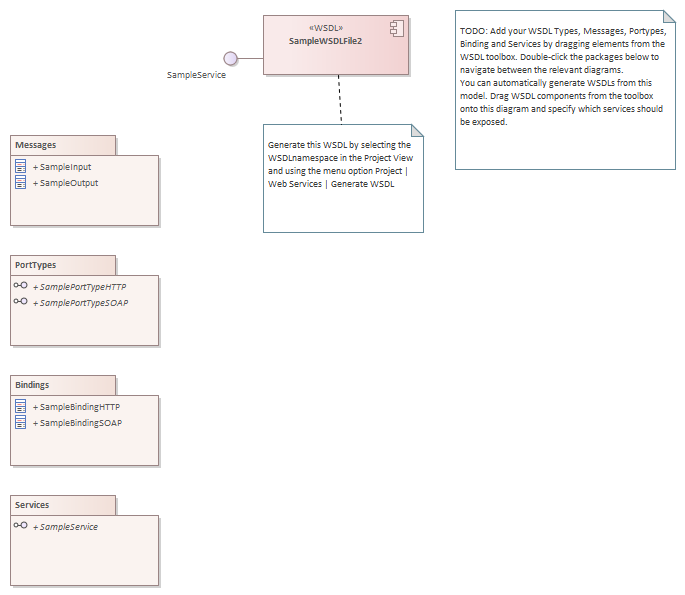 «WSDL»
SampleWSDLFile2
SampleService
TODO: Add your WSDL Types, Messages, Portypes,
Binding and Services by dragging elements from the
WSDL toolbox. Double-click the packages below to
navigate between the relevant diagrams.
You can automatically generate WSDLs from this
model. Drag WSDL components from the toolbox
onto this diagram and specify which services should
be exposed.
Generate this WSDL by selecting the
WSDLnamespace in the Project View
and using the menu option Project |
Web Services | Generate WSDL
Messages
+ SampleInput
+ SampleOutput
PortTypes
+ SamplePortTypeHTTP
+ SamplePortTypeSOAP
Bindings
+ SampleBindingHTTP
+ SampleBindingSOAP
Services
+ SampleService